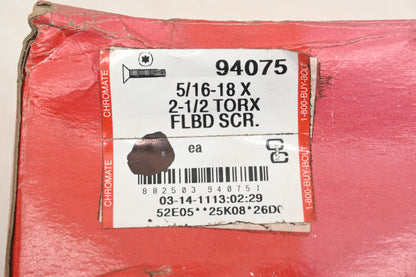 CHROMATE
94075
5/16-18 X
2-1/2 TORX
FLBD SCR.
ea
1-800-BUY-BOLT
CHROMATE
1-800-BUY-BOLT
882503 940751
03-14-1113:02:29
52E05**25K08*26D0